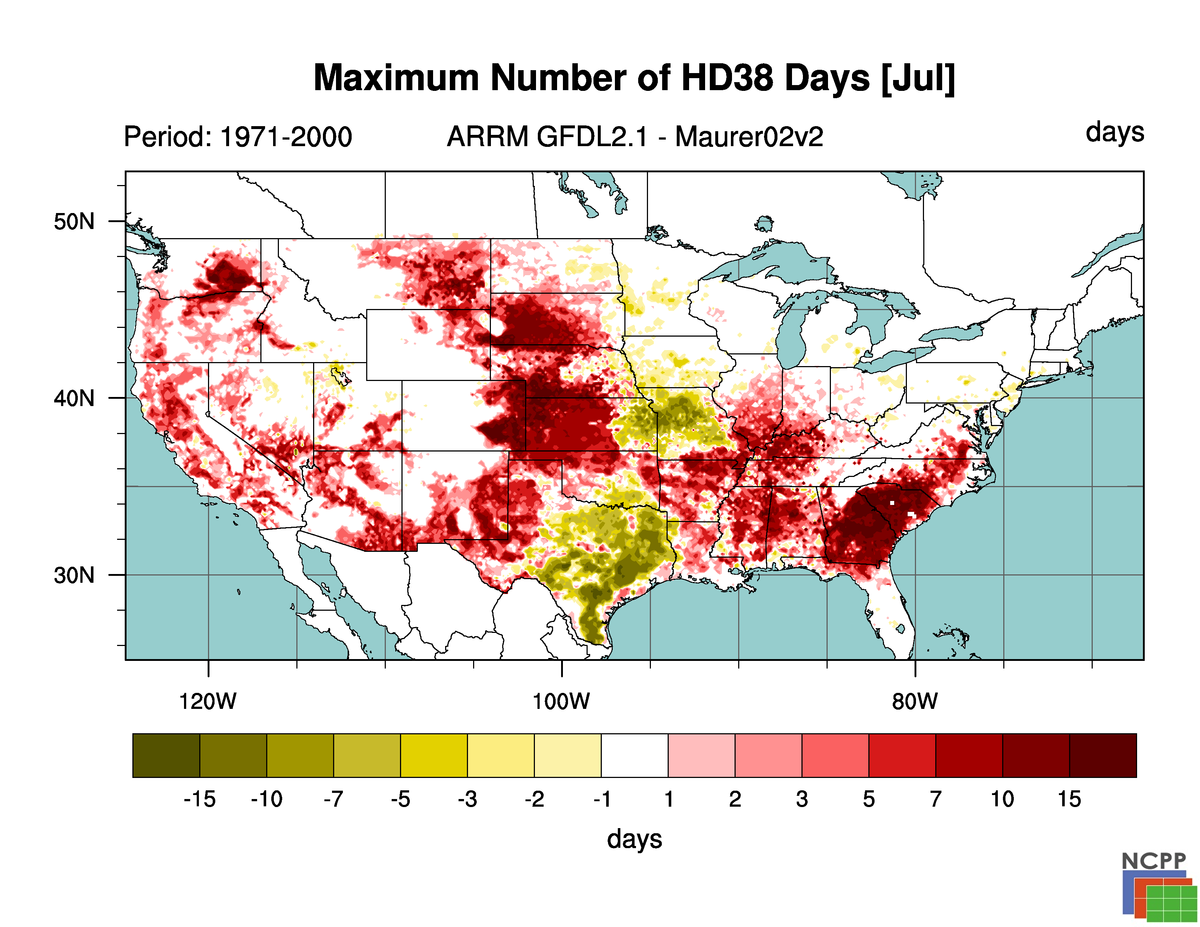 Maximum Number of HD38 Days [Jul]
Period: 1971-2000 ARRM GFDL2.1 - Maurer02v2 days
50N
40N
30N
120W 100W 80W
-15 -10 -7 -5 -3 -2 -1 1 2 3 5 7 10 15
days
NCPP